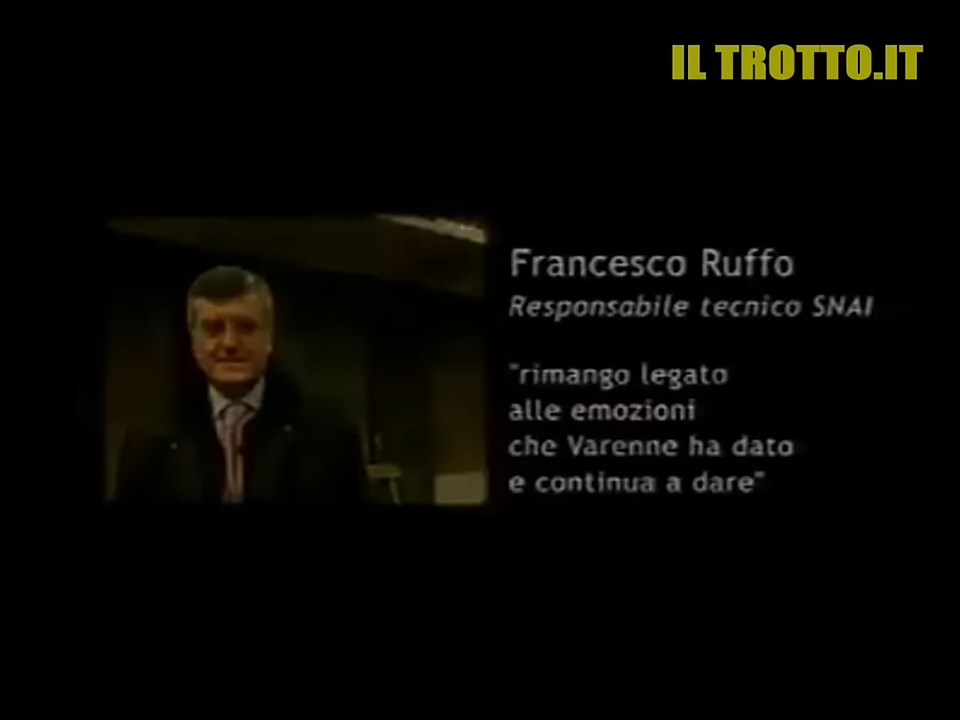 IL TROTTO.IT
Francesco Ruffo
Responsabile tecnico SNAI
"rimango legato
alle emozioni
che Varenne ha dato
e continua a dare"